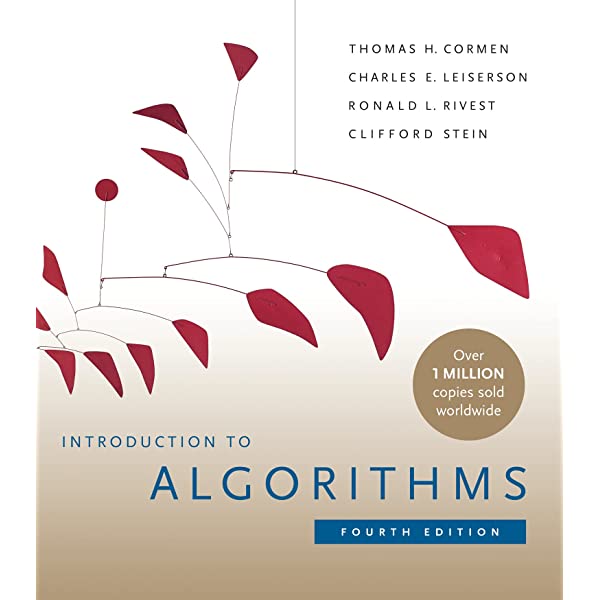 THOMAS H. CORMEN
CHARLES E. LEISERSON
RONALD L. RIVEST
CLIFFORD STEIN
Over
1 MILLION
copies sold
worldwide
INTRODUCTION TO
ALGORITHMS
FOURTH EDITION